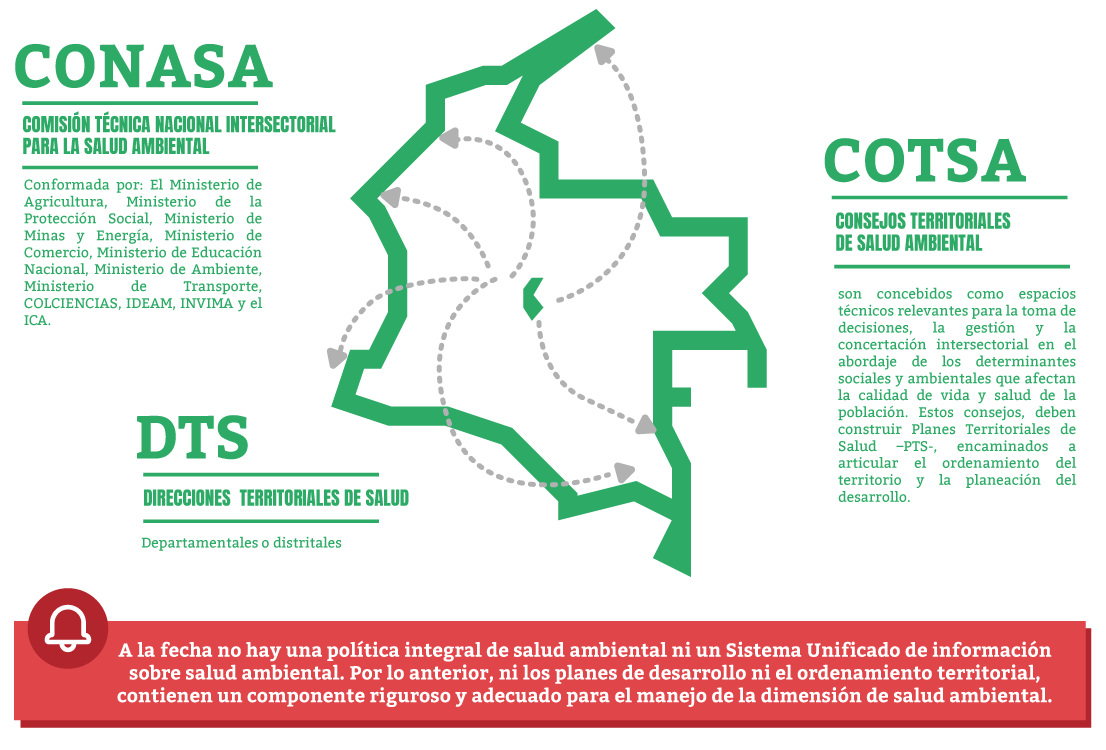 CONASA
COMISIÓN TÉCNICA NACIONAL INTERSECTORIAL
PARA LA SALUD AMBIENTAL
Conformada por: El Ministerio de
Agricultura, Ministerio de la
Protección Social, Ministerio de
Minas y Energía, Ministerio de
Comercio, Ministerio de Educación
Nacional, Ministerio de Ambiente,
Ministerio de Transporte,
COLCIENCIAS, IDEAM, INVIMA y el
ICA.
DTS
DIRECCIONES TERRITORIALES DE SALUD
Departamentales o distritales
COTSA
CONSEJOS TERRITORIALES
DE SALUD AMBIENTAL
son concebidos como espacios
técnicos relevantes para la toma de
decisiones, la gestión y la
concertación intersectorial en el
abordaje de los determinantes
sociales y ambientales que afectan
la calidad de vida y salud de la
población. Estos consejos, deben
construir Planes Territoriales de
Salud –PTS-, encaminados a
articular el ordenamiento del
territorio y la planeación del
desarrollo.
A la fecha no hay una política integral de salud ambiental ni un Sistema Unificado de información
sobre salud ambiental. Por lo anterior, ni los planes de desarrollo ni el ordenamiento territorial,
contienen un componente riguroso y adecuado para el manejo de la dimensión de salud ambiental.